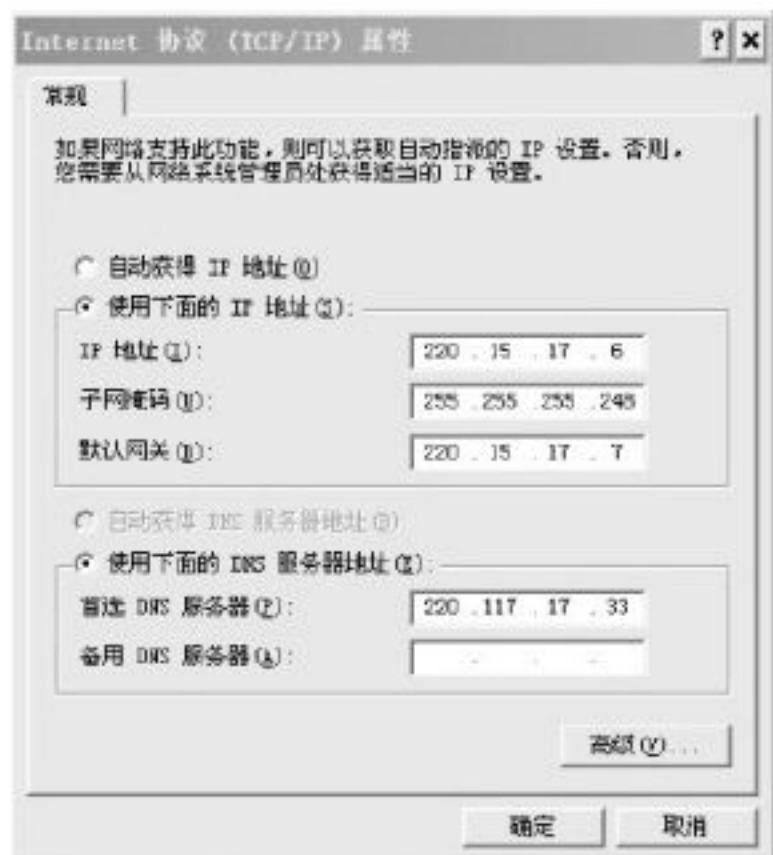 Internet 协议 (TCP/IP) 属性
常规
如果网络支持此功能，则可以获取自动指派的 IP 设置。否则，
您需要从网络系统管理员处获得适当的 IP 设置。
自动获得 IP 地址(O)
使用下面的 IP 地址(S):
IP 地址(I): 220 . 15 . 17 . 6
子网掩码(U): 255 .255 .255 .248
默认网关(D): 220 . 15 . 17 . 7
自动获得 DNS 服务器地址(B)
使用下面的 DNS 服务器地址(E):
首选 DNS 服务器(P): 220 .117 . 17 . 33
备用 DNS 服务器(A): . . .
高级(V)...
确定 取消